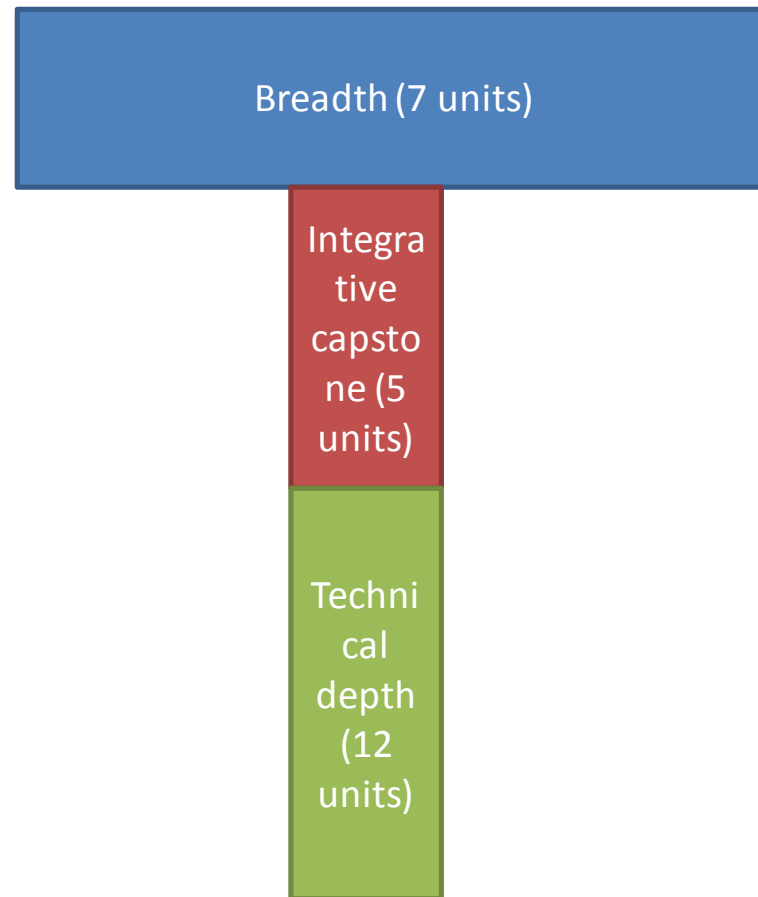 Breadth (7 units)
Integra
tive
capsto
ne (5
units)
Techni
cal
depth
(12
units)